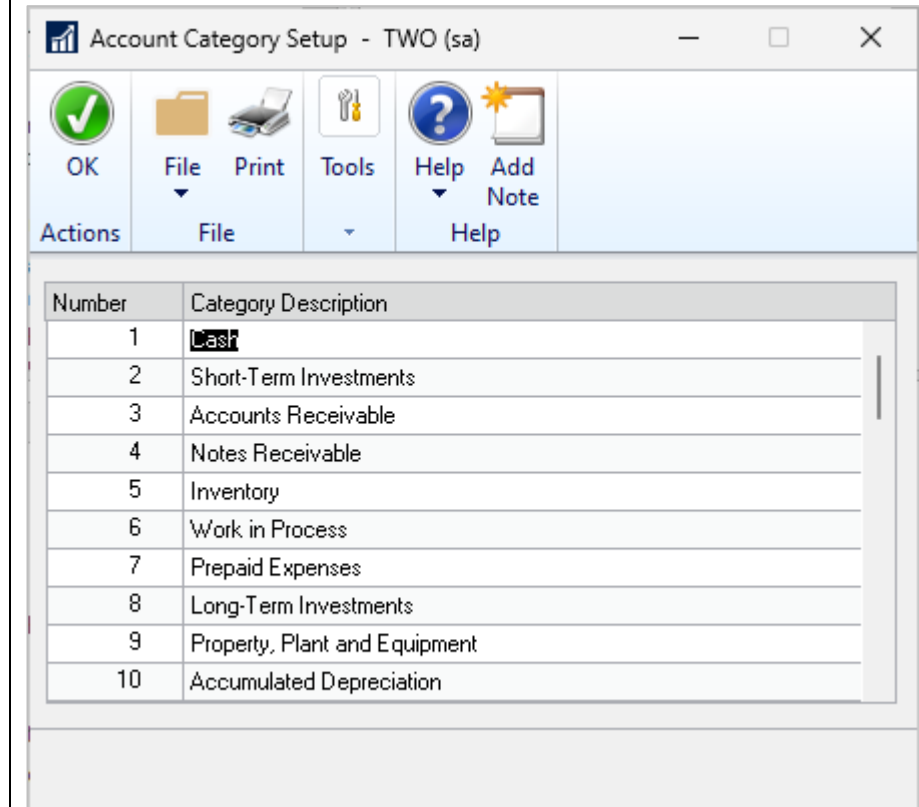 Account Category Setup - TWO (sa)
OK File Print Tools Help Add Note
Actions File Help
Number Category Description
1 Cash
2 Short-Term Investments
3 Accounts Receivable
4 Notes Receivable
5 Inventory
6 Work in Process
7 Prepaid Expenses
8 Long-Term Investments
9 Property, Plant and Equipment
10 Accumulated Depreciation